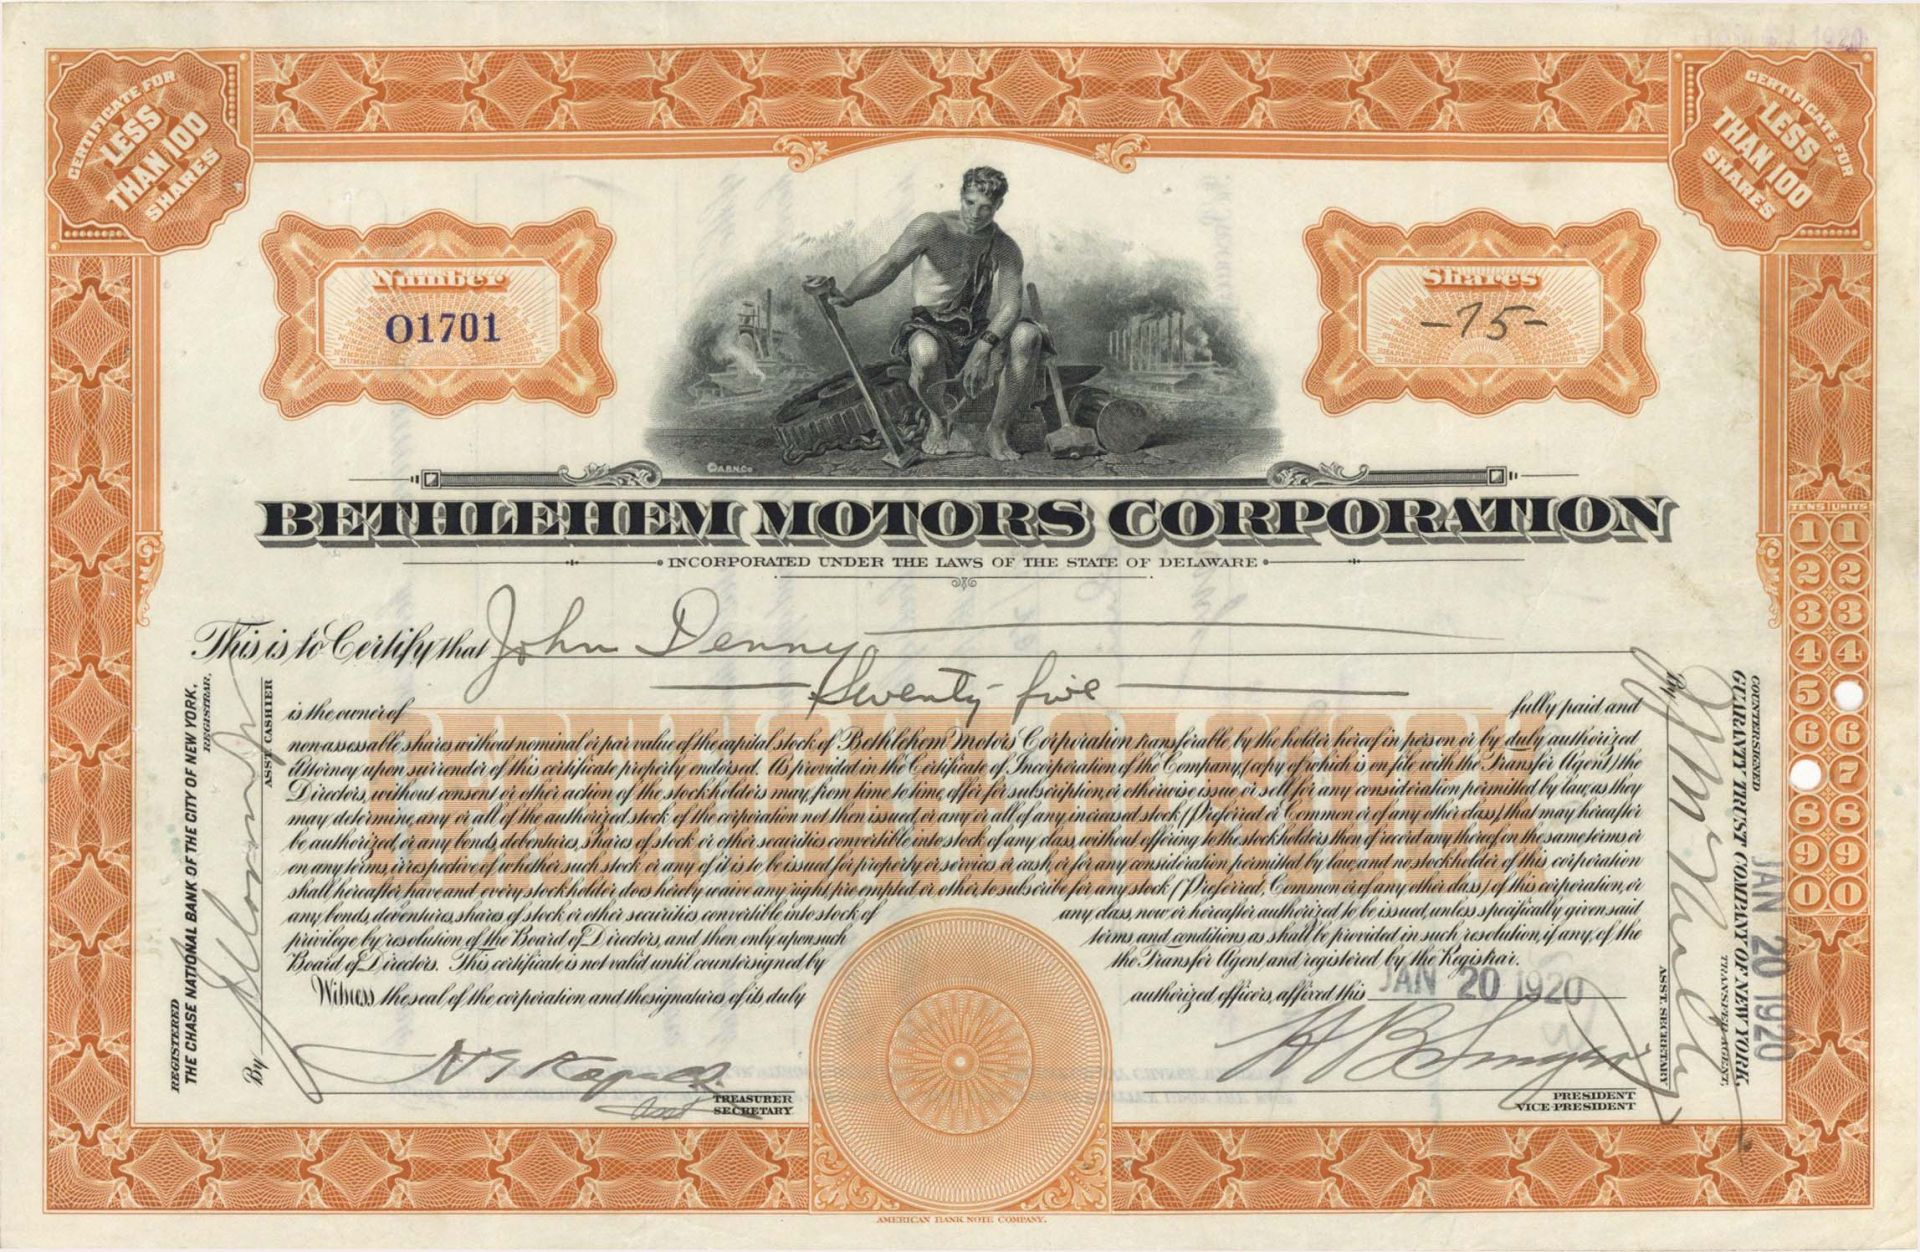 CERTIFICATE FOR
LESS
THAN 100
SHARES
CERTIFICATE FOR
LESS
THAN 100
SHARES
Number
O1701
Shares
-75-
©A.B.N.Co
BETHLEHEM MOTORS CORPORATION
INCORPORATED UNDER THE LAWS OF THE STATE OF DELAWARE
This is to Certify that John Denny
Seventy five
is the owner of fully paid and
non-assessable shares without nominal or par value of the capital stock of Bethlehem Motors Corporation transferable by the holder hereof in person or by duly authorized
Attorney upon surrender of this certificate properly endorsed. As provided in the Certificate of Incorporation of the Company, (copy of which is on file with the Transfer Agent) the
Directors, without consent or other action of the stockholders may, from time to time, offer for subscription, or otherwise issue or sell for any consideration permitted by law, as they
may determine, any or all of the authorized stock of the corporation not then issued, or any or all of any increased stock (Preferred or Common or of any other class) that may hereafter
be authorized, or any bonds, debentures, shares of stock or other securities convertible into stock of any class, without offering to the stockholders then of record any thereof on the same terms or
on any terms, irrespective of whether such stock or any of it is to be issued for property or services or cash, or for any consideration permitted by law, and no stockholder of this corporation
shall hereafter have and every stockholder does hereby waive any right, pre-empted or other to subscribe for any stock (Preferred, Common or of any other class) of this corporation, or
any bonds, debentures, shares of stock or other securities convertible into stock of any class, now or hereafter authorized to be issued, unless specifically given said
privilege by resolution of the Board of Directors, and then only upon such terms and conditions as shall be provided in such resolution, if any, of the
Board of Directors. This certificate is not valid until countersigned by the Transfer Agent and registered by the Registrar.
Witness the seal of the corporation and the signatures of its duly authorized officers, affixed this JAN 20 1920
TREASURER
SECRETARY
Asst
PRESIDENT
VICE-PRESIDENT
REGISTERED
THE CHASE NATIONAL BANK OF THE CITY OF NEW YORK,
REGISTRAR,
By
ASST. CASHIER
COUNTERSIGNED
GUARANTY TRUST COMPANY OF NEW YORK,
TRANSFER AGENT,
By
ASST. SECRETARY
JAN 20 1920
TENS UNITS
1 1
2 2
3 3
4 4
5
6 6
7
8 8
9 9
0 0
AMERICAN BANK NOTE COMPANY.